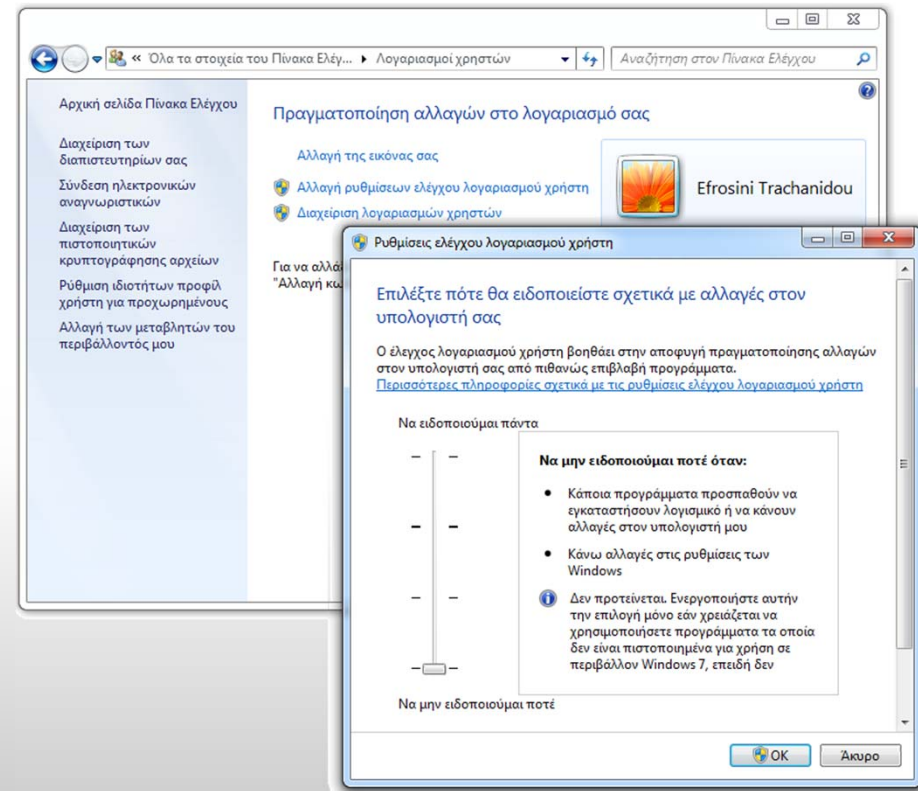 « Όλα τα στοιχεία του Πίνακα Ελέγ... ▸ Λογαριασμοί χρηστών
Αναζήτηση στον Πίνακα Ελέγχου
Αρχική σελίδα Πίνακα Ελέγχου
Διαχείριση των
διαπιστευτηρίων σας
Σύνδεση ηλεκτρονικών
αναγνωριστικών
Διαχείριση των
πιστοποιητικών
κρυπτογράφησης αρχείων
Ρύθμιση ιδιοτήτων προφίλ
χρήστη για προχωρημένους
Αλλαγή των μεταβλητών του
περιβάλλοντός μου
Πραγματοποίηση αλλαγών στο λογαριασμό σας
Αλλαγή της εικόνας σας
Αλλαγή ρυθμίσεων ελέγχου λογαριασμού χρήστη
Διαχείριση λογαριασμών χρηστών
Efrosini Trachanidou
Για να αλλά
"Αλλαγή κω
Ρυθμίσεις ελέγχου λογαριασμού χρήστη
Επιλέξτε πότε θα ειδοποιείστε σχετικά με αλλαγές στον
υπολογιστή σας
Ο έλεγχος λογαριασμού χρήστη βοηθάει στην αποφυγή πραγματοποίησης αλλαγών
στον υπολογιστή σας από πιθανώς επιβλαβή προγράμματα.
Περισσότερες πληροφορίες σχετικά με τις ρυθμίσεις ελέγχου λογαριασμού χρήστη
Να ειδοποιούμαι πάντα
Να μην ειδοποιούμαι ποτέ όταν:
• Κάποια προγράμματα προσπαθούν να
εγκαταστήσουν λογισμικό ή να κάνουν
αλλαγές στον υπολογιστή μου
• Κάνω αλλαγές στις ρυθμίσεις των
Windows
Δεν προτείνεται. Ενεργοποιήστε αυτήν
την επιλογή μόνο εάν χρειάζεται να
χρησιμοποιήσετε προγράμματα τα οποία
δεν είναι πιστοποιημένα για χρήση σε
περιβάλλον Windows 7, επειδή δεν
Να μην ειδοποιούμαι ποτέ
OK
Άκυρο